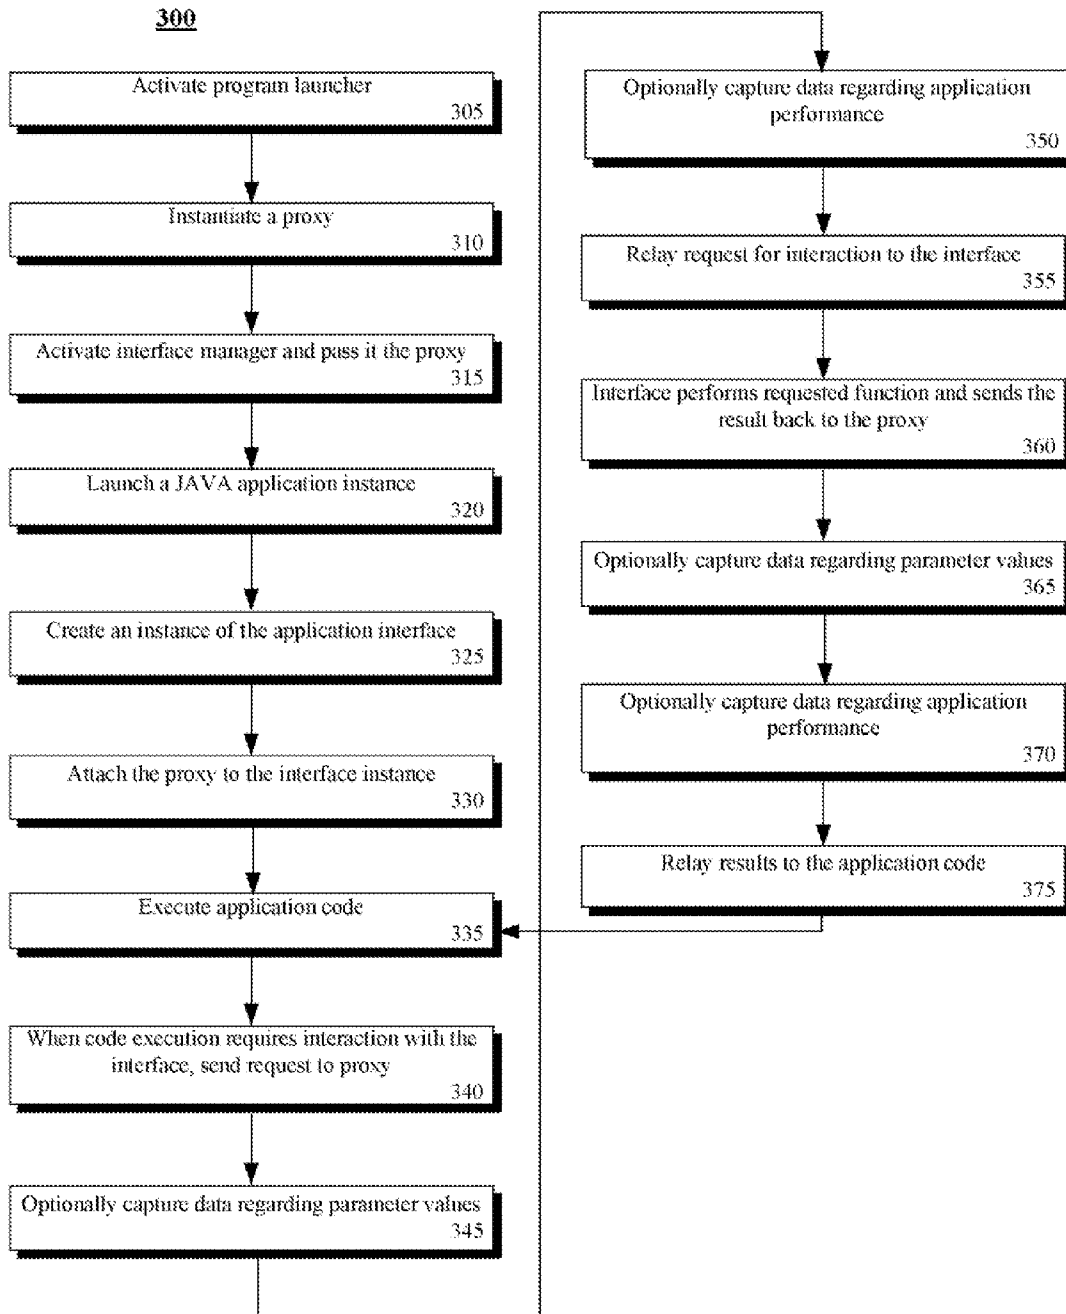 300
Activate program launcher
305
Instantiate a proxy
310
Activate interface manager and pass it the proxy
315
Launch a JAVA application instance
320
Create an instance of the application interface
325
Attach the proxy to the interface instance
330
Execute application code
335
When code execution requires interaction with the
interface, send request to proxy
340
Optionally capture data regarding parameter values
345
Optionally capture data regarding application
performance
350
Relay request for interaction to the interface
355
Interface performs requested function and sends the
result back to the proxy
360
Optionally capture data regarding parameter values
365
Optionally capture data regarding application
performance
370
Relay results to the application code
375